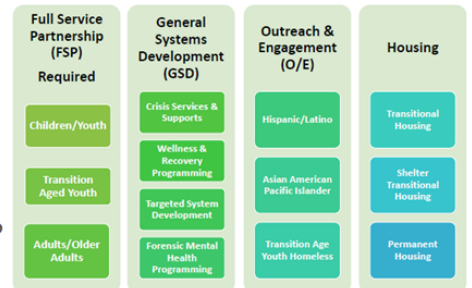 Full Service
Partnership
(FSP)
Required
Children/Youth
Transition
Aged Youth
Adults/Older
Adults
General
Systems
Development
(GSD)
Crisis Services &
Supports
Wellness &
Recovery
Programming
Targeted System
Development
Forensic Mental
Health
Programming
Outreach &
Engagement
(O/E)
Hispanic/Latino
Asian American
Pacific Islander
Transition Age
Youth Homeless
Housing
Transitional
Housing
Shelter
Transitional
Housing
Permanent
Housing